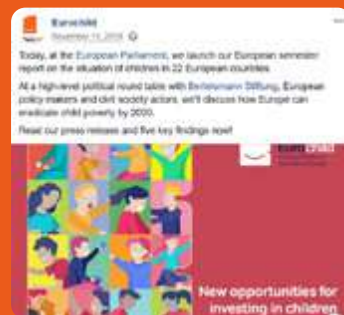 Eurochild
November 13, 2019
Today, at the European Parliament, we launch our European semester
report on the situation of children in 22 European countries.
At a high-level political round table with Bertelsmann Stiftung, European
policy makers and civil society actors, we'll discuss how Europe can
eradicate child poverty by 2030.
Read our press release and five key findings now!
eurochild
New opportunities for
investing in children